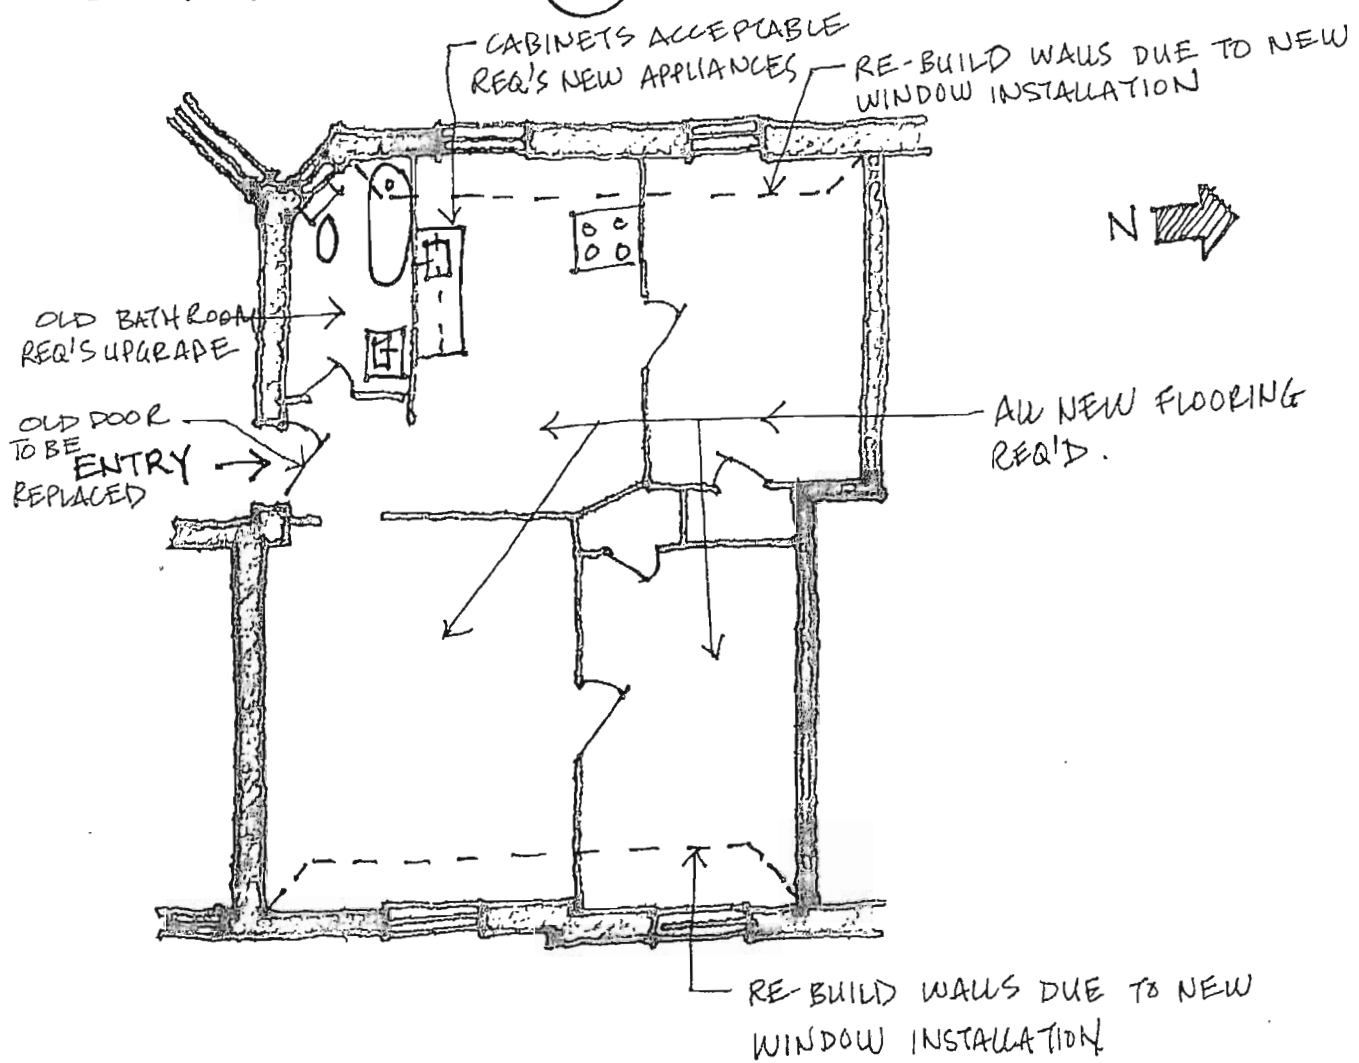 CABINETS ACCEPTABLE
REQ'S NEW APPLIANCES
RE-BUILD WALLS DUE TO NEW
WINDOW INSTALLATION
N
OLD BATHROOM
REQ'S UPGRADE
OLD DOOR
TO BE
ENTRY
REPLACED
ALL NEW FLOORING
REQ'D.
RE-BUILD WALLS DUE TO NEW
WINDOW INSTALLATION